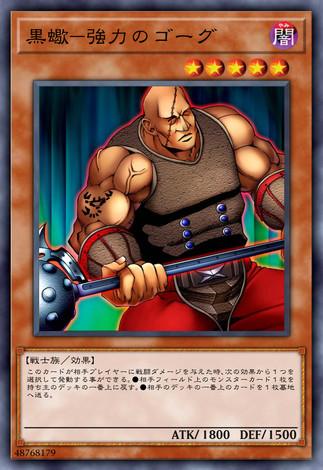 黒蠍－強力のゴーグ
やみ
闇
【戦士族／効果】
このカードが相手プレイヤーに戦闘ダメージを与えた時、次の効果から１つを
選択して発動する事ができる。●相手フィールド上のモンスターカード１枚を
持ち主のデッキの一番上に戻す。●相手のデッキの一番上のカードを１枚墓地
へ送る。
ATK/1800 DEF/1500
48768179